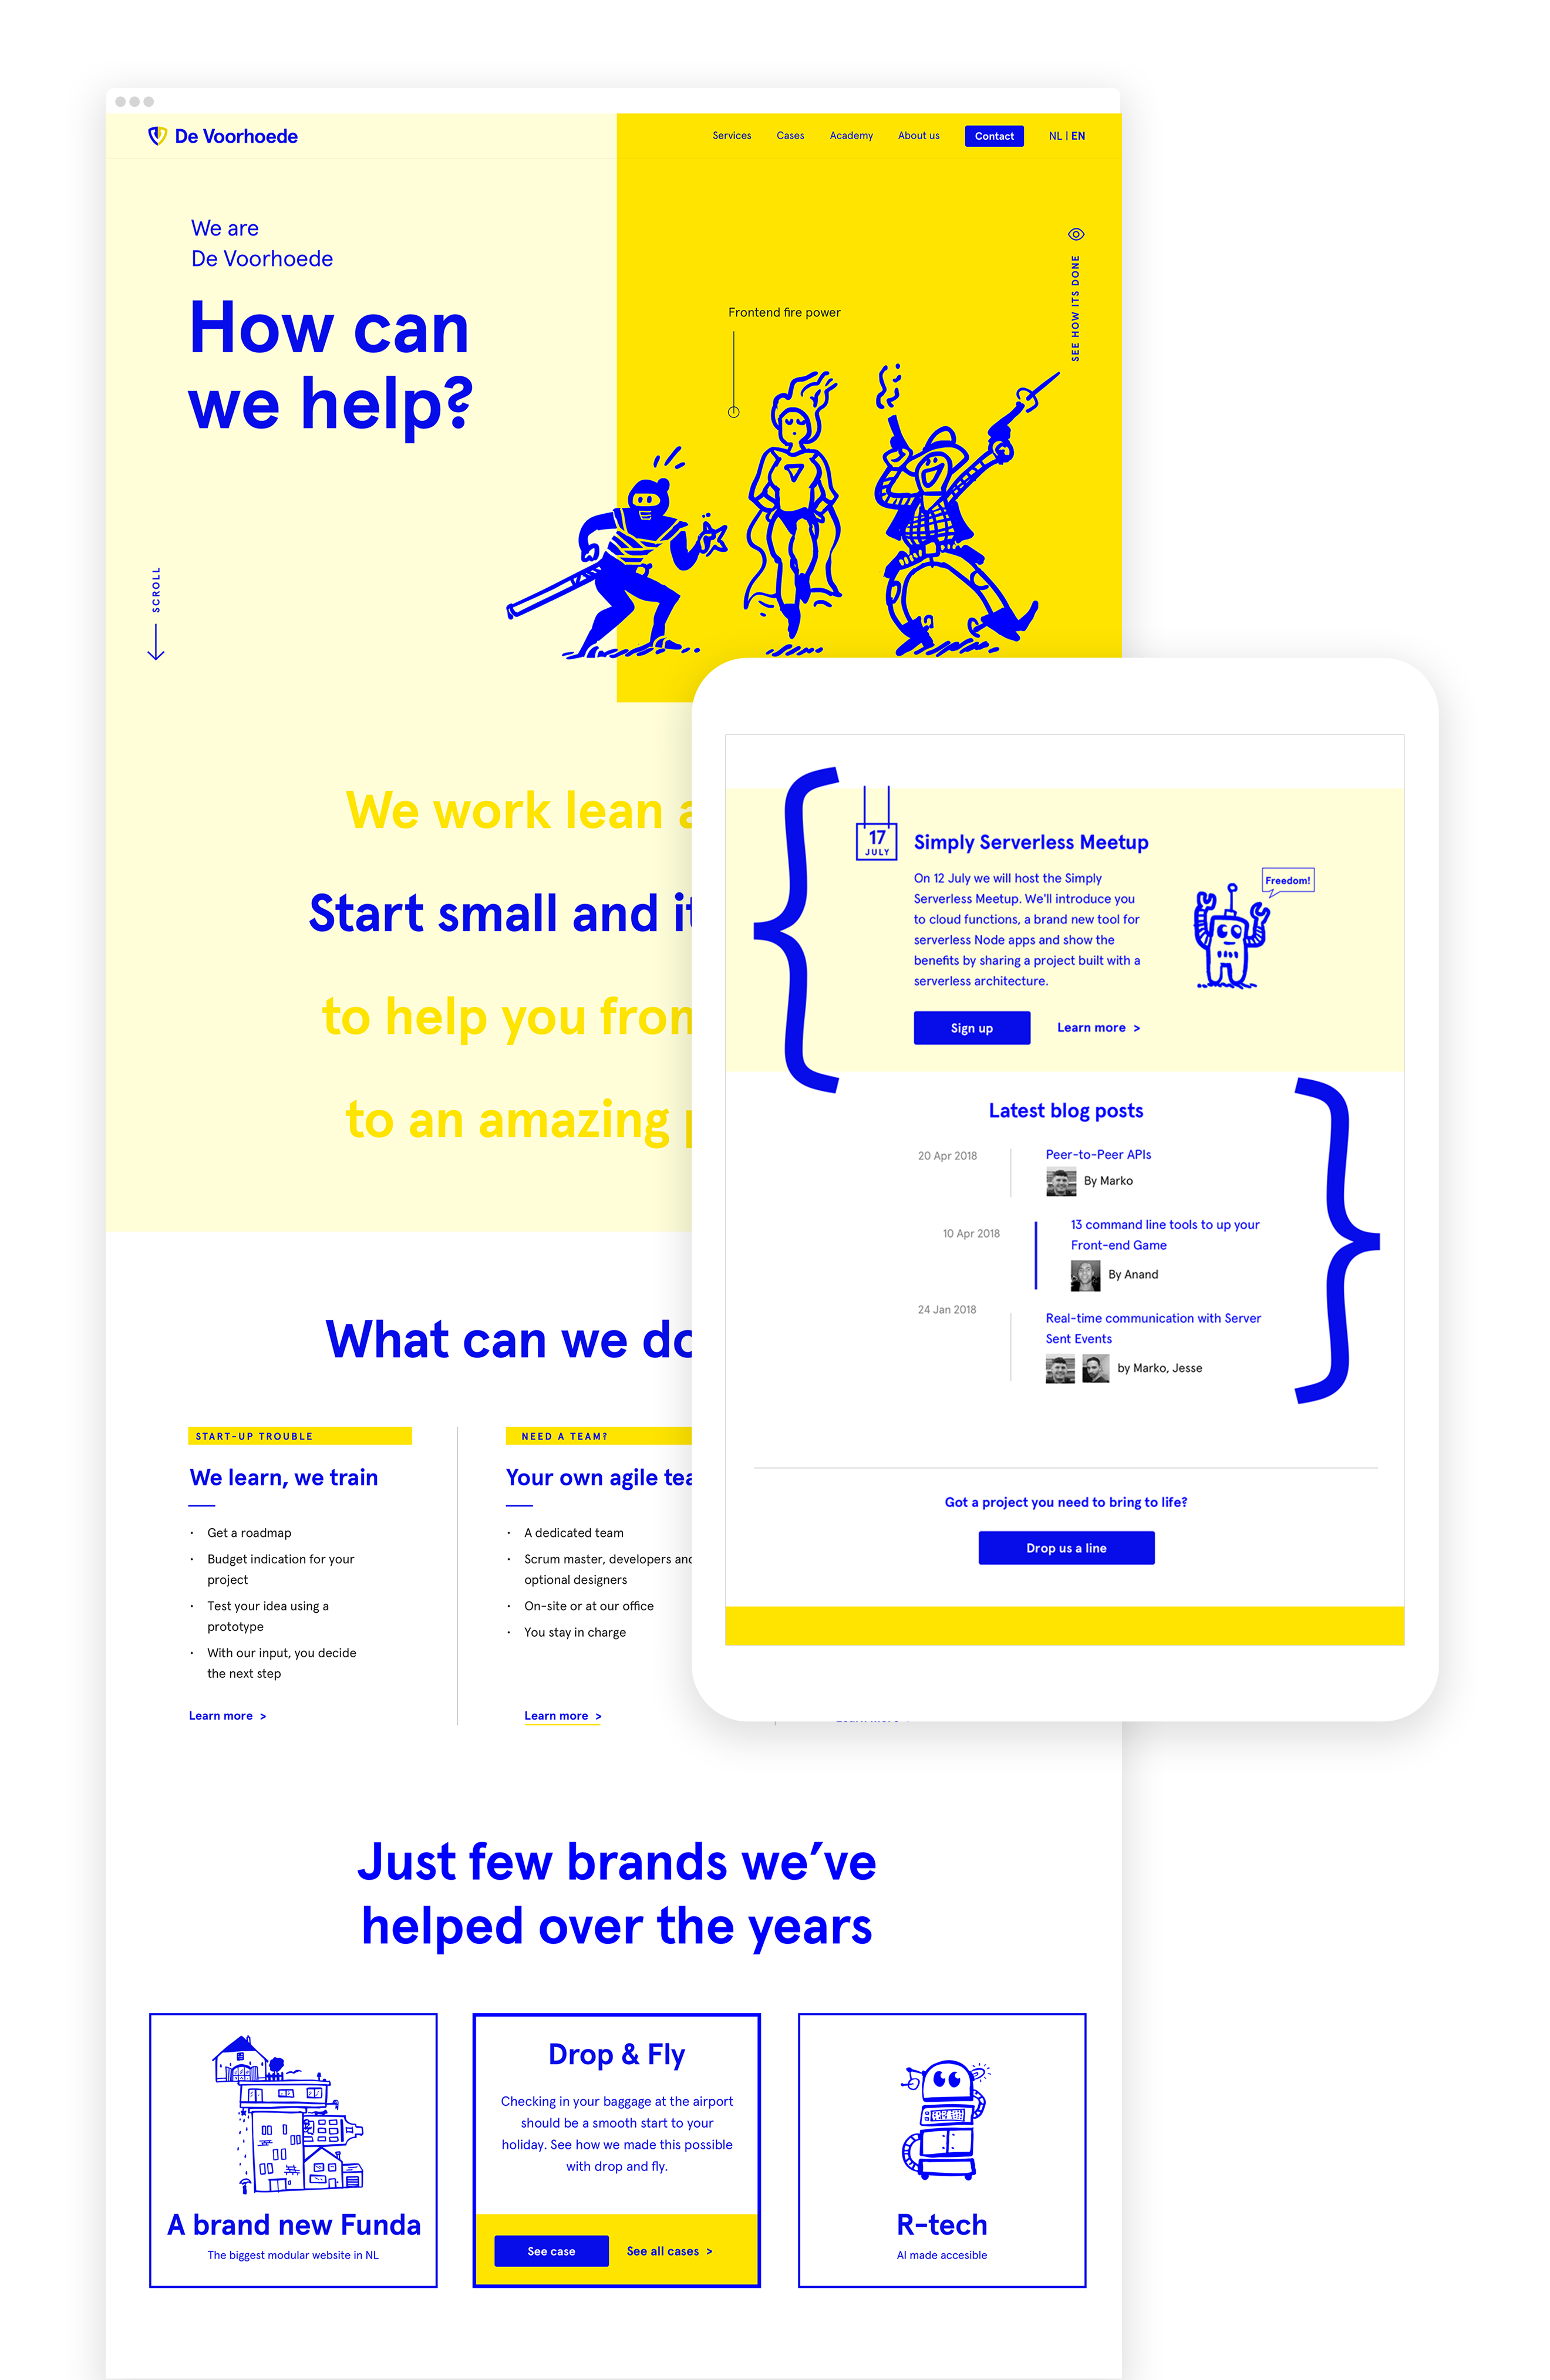 De Voorhoede
Services Cases Academy About us Contact NL | EN
We are
De Voorhoede
How can
we help?
SEE HOW ITS DONE
Frontend fire power
SCROLL
We work lean
Start small and
to help you
to an amazing
What can we do
START-UP TROUBLE
We learn, we train
• Get a roadmap
• Budget indication for your
project
• Test your idea using a
prototype
• With our input, you decide
the next step
Learn more >
NEED A TEAM?
Your own agile
• A dedicated team
• Scrum master, developers and
optional designers
• On-site or at our office
• You stay in charge
Learn more >
17
JULY
Simply Serverless Meetup
On 12 July we will host the Simply
Serverless Meetup. We'll introduce you
to cloud functions, a brand new tool for
serverless Node apps and show the
benefits by sharing a project built with a
serverless architecture.
Freedom!
Sign up Learn more >
Latest blog posts
20 Apr 2018
Peer-to-Peer APIs
By Marko
10 Apr 2018
13 command line tools to up your
Front-end Game
By Anand
24 Jan 2018
Real-time communication with Server
Sent Events
by Marko, Jesse
Got a project you need to bring to life?
Drop us a line
Just few brands we’ve
helped over the years
A brand new Funda
The biggest modular website in NL
Drop & Fly
Checking in your baggage at the airport
should be a smooth start to your
holiday. See how we made this possible
with drop and fly.
See case See all cases >
R-tech
AI made accesible